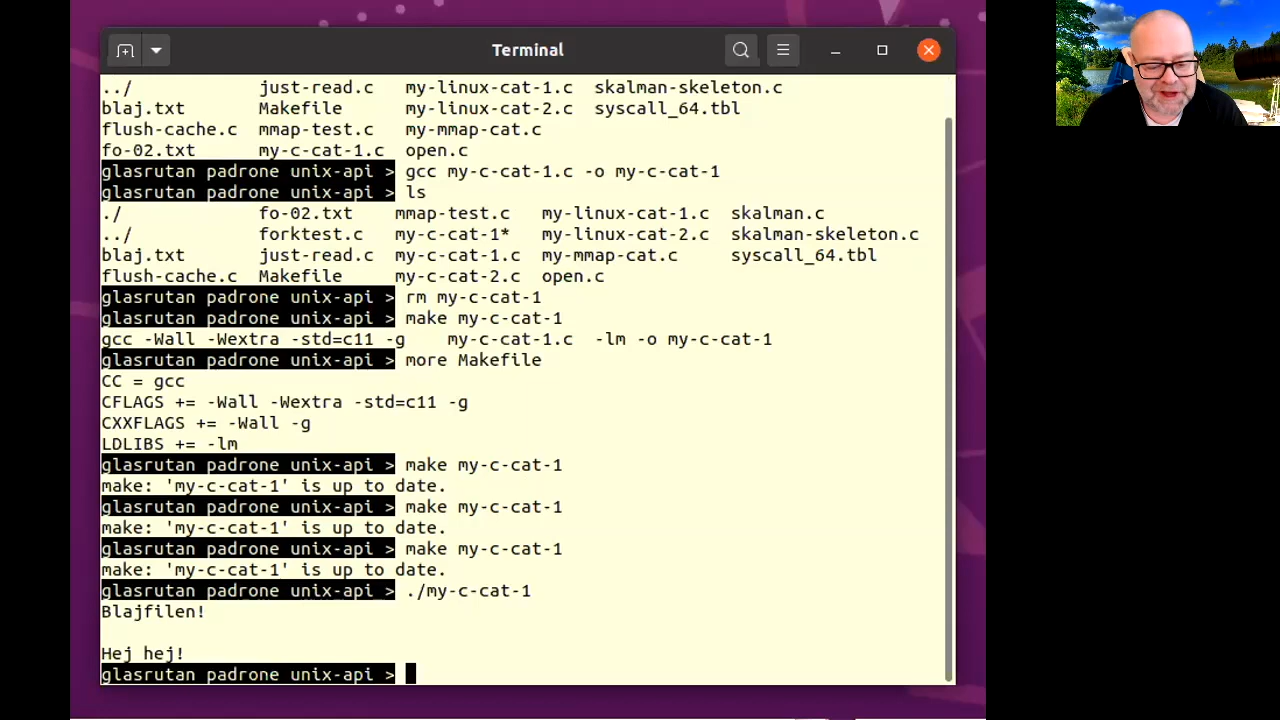 Terminal
../            just-read.c   my-linux-cat-1.c  skalman-skeleton.c
blaj.txt       Makefile      my-linux-cat-2.c  syscall_64.tbl
flush-cache.c  mmap-test.c   my-mmap-cat.c
fo-02.txt      my-c-cat-1.c  open.c
glasrutan padrone unix-api > gcc my-c-cat-1.c -o my-c-cat-1
glasrutan padrone unix-api > ls
./             fo-02.txt    mmap-test.c   my-linux-cat-1.c  skalman.c
../            forktest.c   my-c-cat-1*   my-linux-cat-2.c  skalman-skeleton.c
blaj.txt       just-read.c  my-c-cat-1.c  my-mmap-cat.c     syscall_64.tbl
flush-cache.c  Makefile     my-c-cat-2.c  open.c
glasrutan padrone unix-api > rm my-c-cat-1
glasrutan padrone unix-api > make my-c-cat-1
gcc -Wall -Wextra -std=c11 -g    my-c-cat-1.c  -lm -o my-c-cat-1
glasrutan padrone unix-api > more Makefile
CC = gcc
CFLAGS += -Wall -Wextra -std=c11 -g
CXXFLAGS += -Wall -g
LDLIBS += -lm
glasrutan padrone unix-api > make my-c-cat-1
make: 'my-c-cat-1' is up to date.
glasrutan padrone unix-api > make my-c-cat-1
make: 'my-c-cat-1' is up to date.
glasrutan padrone unix-api > make my-c-cat-1
make: 'my-c-cat-1' is up to date.
glasrutan padrone unix-api > ./my-c-cat-1
Blajfilen!
Hej hej!
glasrutan padrone unix-api >